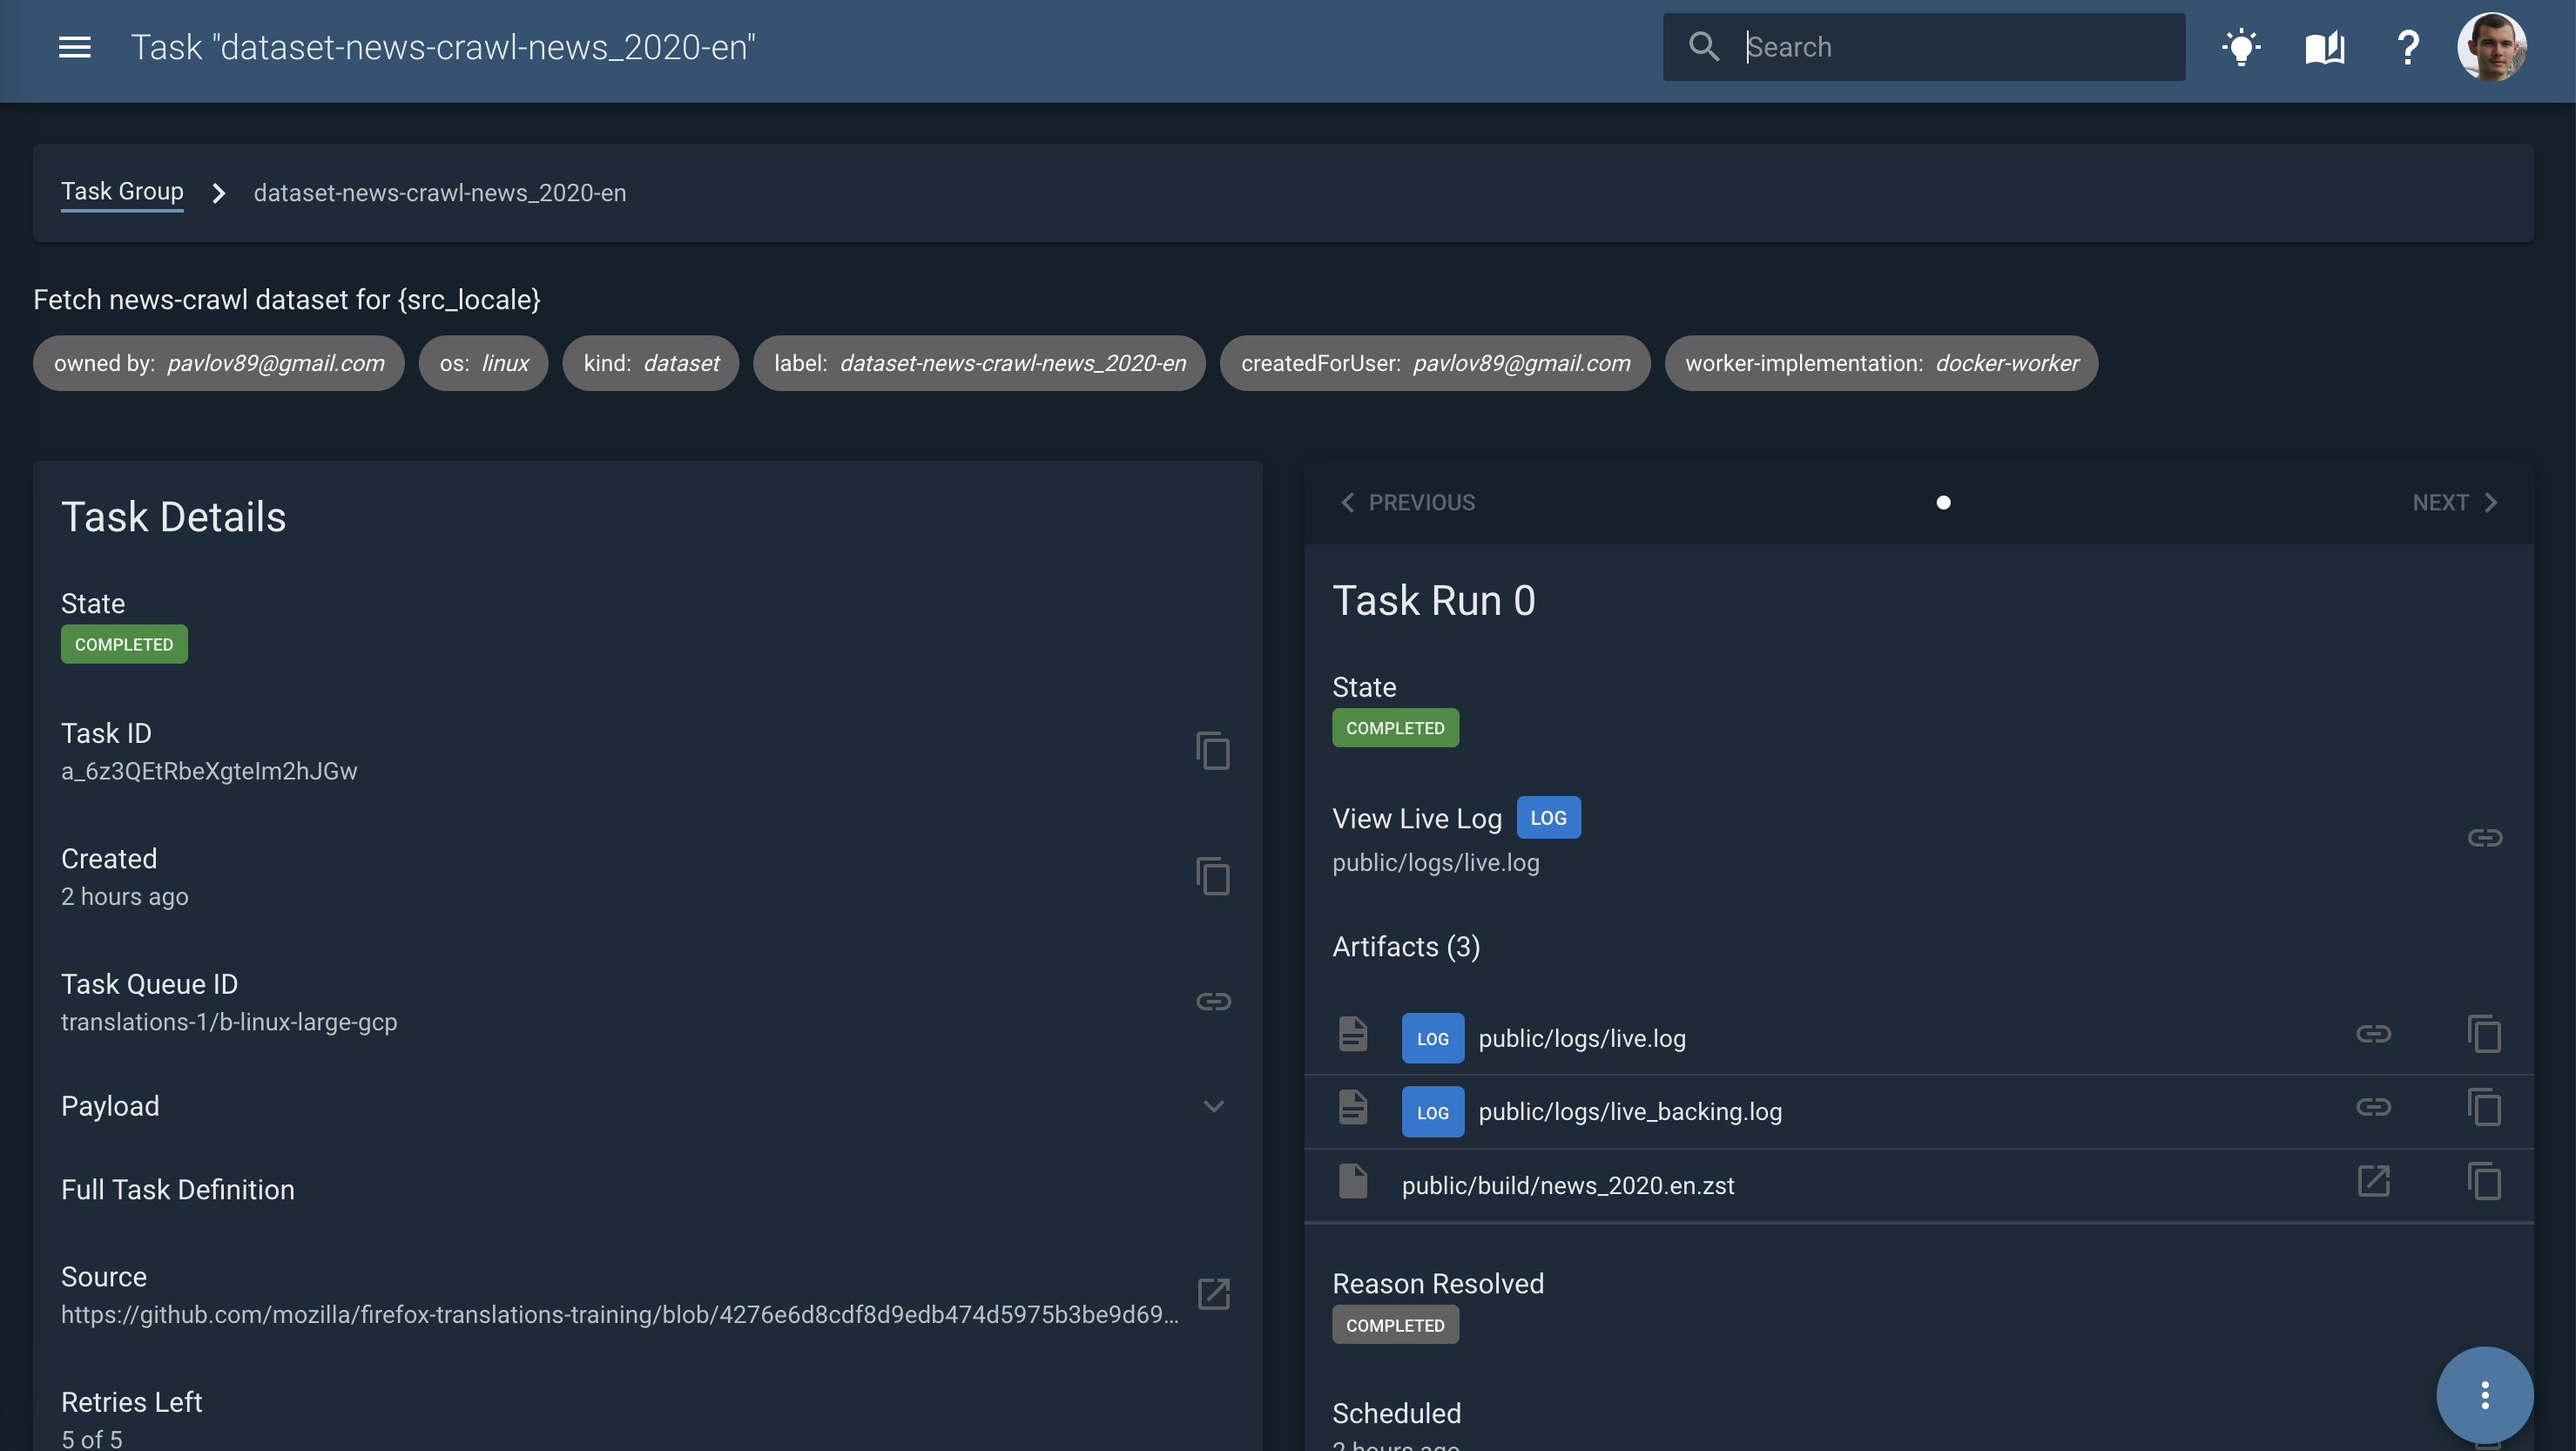 Task "dataset-news-crawl-news_2020-en"
Search
Task Group
dataset-news-crawl-news_2020-en
Fetch news-crawl dataset for {src_locale}
owned by: pavlov89@gmail.com
os: linux
kind: dataset
label: dataset-news-crawl-news_2020-en
createdForUser: pavlov89@gmail.com
worker-implementation: docker-worker
Task Details
State
COMPLETED
Task ID
a_6z3QEtRbeXgteIm2hJGw
Created
2 hours ago
Task Queue ID
translations-1/b-linux-large-gcp
Payload
Full Task Definition
Source
https://github.com/mozilla/firefox-translations-training/blob/4276e6d8cdf8d9edb474d5975b3be9d69...
Retries Left
5 of 5
PREVIOUS
NEXT
Task Run 0
State
COMPLETED
View Live Log LOG
public/logs/live.log
Artifacts (3)
LOG public/logs/live.log
LOG public/logs/live_backing.log
public/build/news_2020.en.zst
Reason Resolved
COMPLETED
Scheduled
2 hours ago